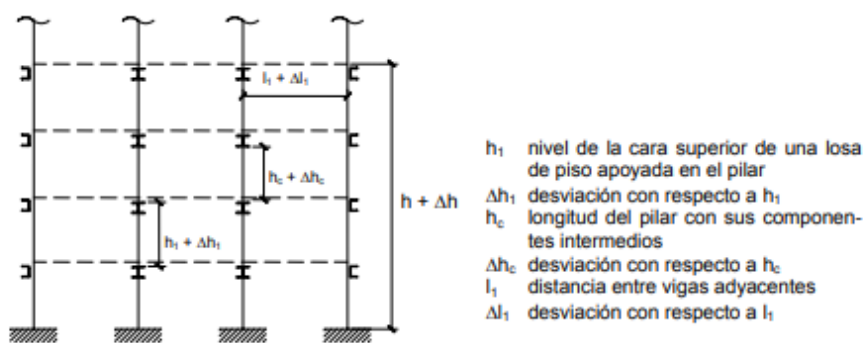 l₁ + Δl₁
h꜀ + Δh꜀
h₁ + Δh₁
h + Δh
h₁ nivel de la cara superior de una losa
de piso apoyada en el pilar
Δh₁ desviación con respecto a h₁
h꜀ longitud del pilar con sus componen-
tes intermedios
Δh꜀ desviación con respecto a h꜀
l₁ distancia entre vigas adyacentes
Δl₁ desviación con respecto a l₁